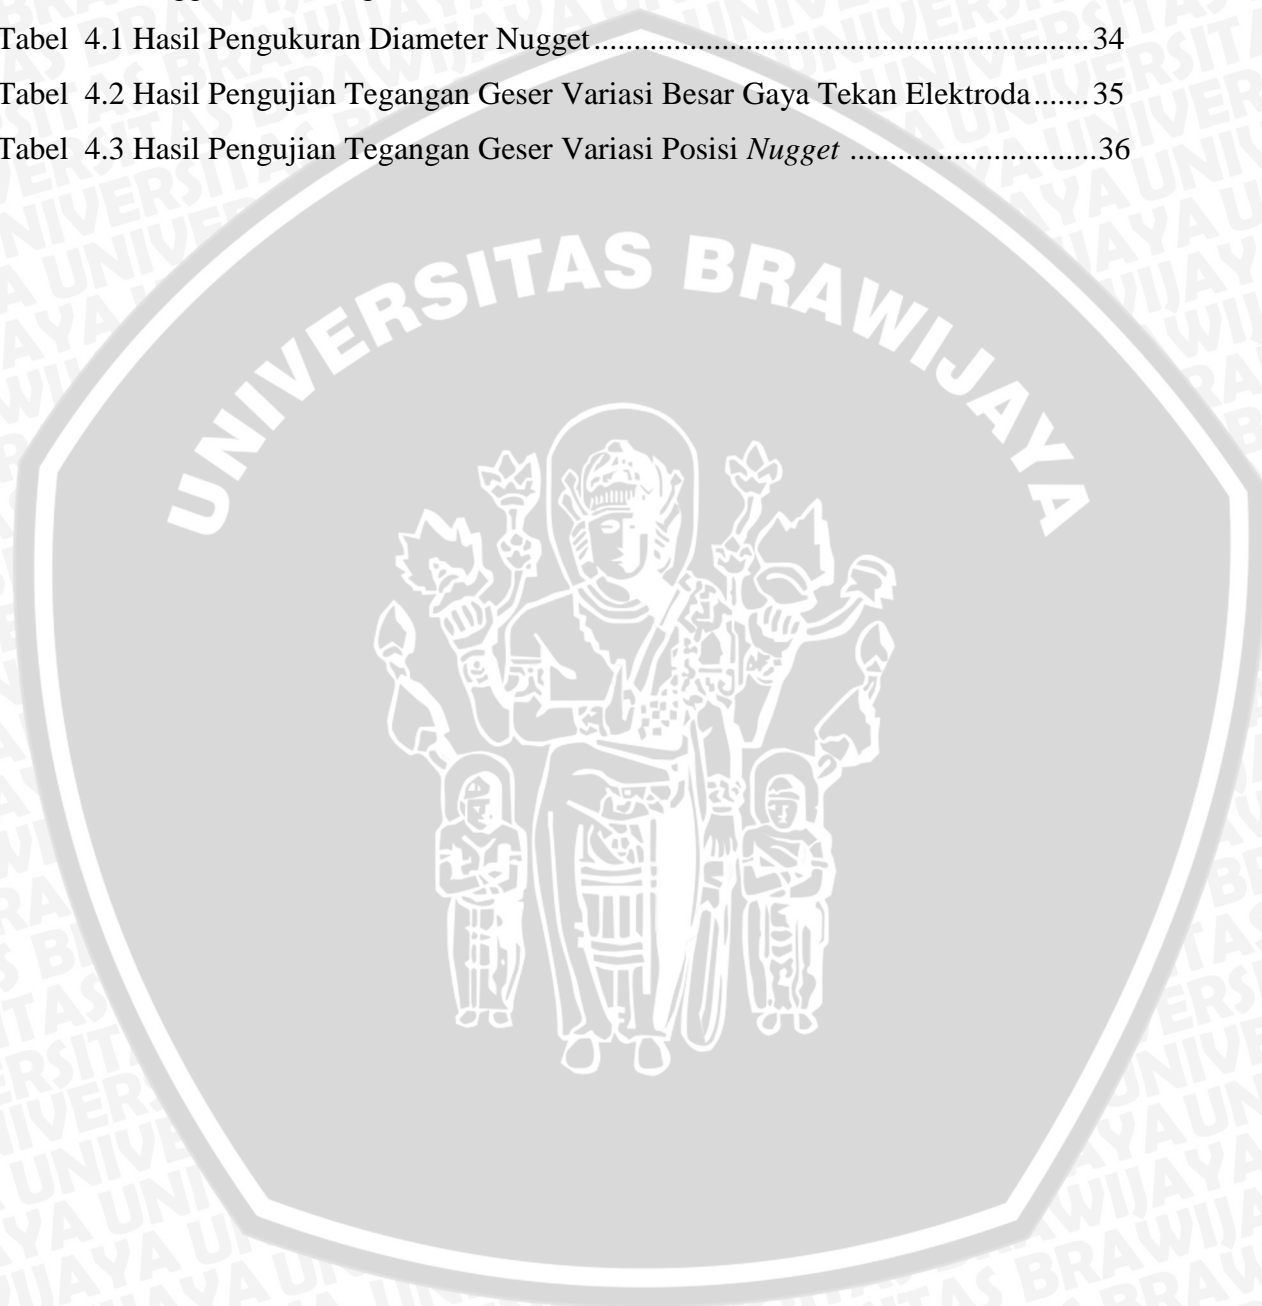 Tabel 4.1 Hasil Pengukuran Diameter Nugget..............................................................34
Tabel 4.2 Hasil Pengujian Tegangan Geser Variasi Besar Gaya Tekan Elektroda.......35
Tabel 4.3 Hasil Pengujian Tegangan Geser Variasi Posisi Nugget ...............................36
UNIVERSITAS BRAWIJAYA